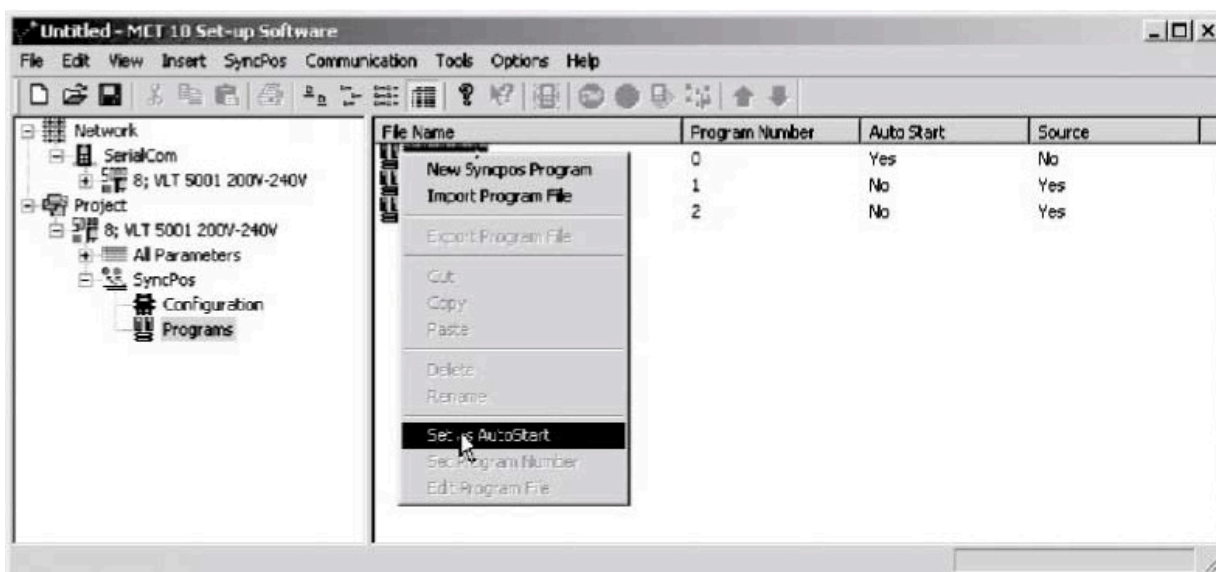 Untitled - MCT 10 Set-up Software
File Edit View Insert SyncPos Communication Tools Options Help
Network
SerialCom
8; VLT 5001 200V-240V
Project
8; VLT 5001 200V-240V
All Parameters
SyncPos
Configuration
Programs
File Name Program Number Auto Start Source
0 Yes No
1 No Yes
2 No Yes
New Syncpos Program
Import Program File
Export Program File
Cut
Copy
Paste
Delete
Rename
Set as AutoStart
Set Program Number
Edit Program File